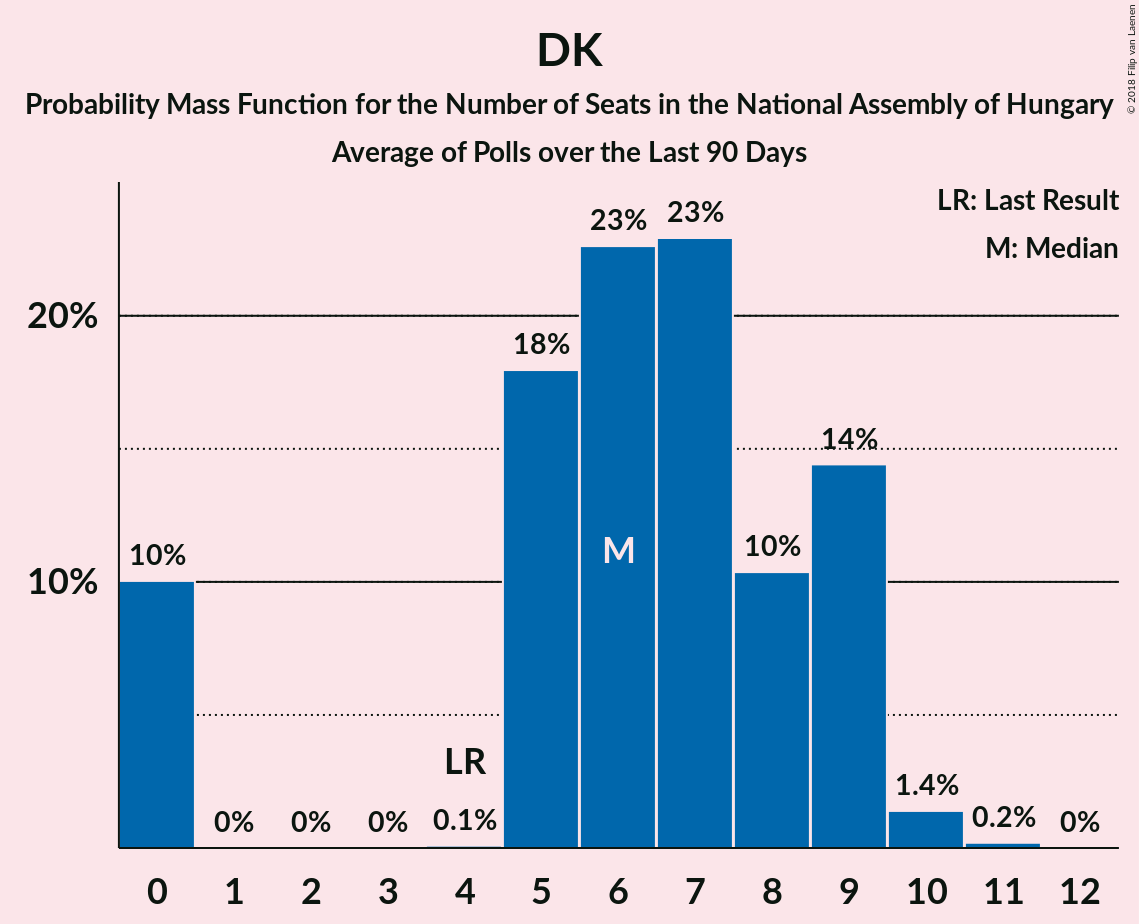 DK
Probability Mass Function for the Number of Seats in the National Assembly of Hungary
Average of Polls over the Last 90 Days
© 2018 Filip van Laenen
LR: Last Result
M: Median
23%
23%
20%
18%
14%
M
10%
10%
10%
LR
1.4%
0%
0%
0%
0.1%
0.2%
0%
0 1 2 3 4 5 6 7 8 9 10 11 12